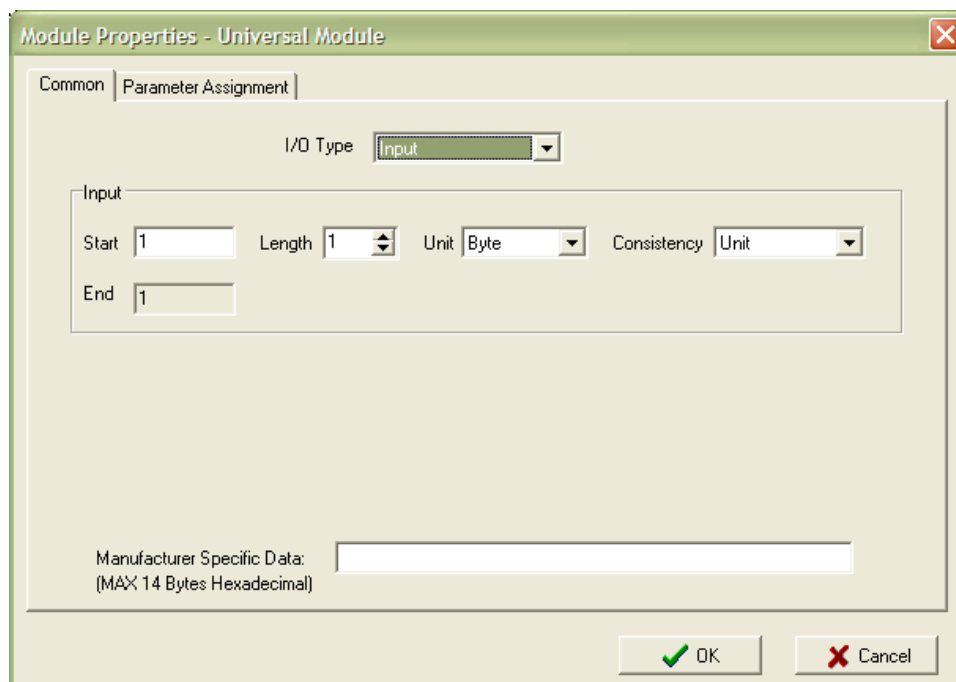 Module Properties - Universal Module
Common Parameter Assignment
I/O Type Input
Input
Start 1 Length 1 Unit Byte Consistency Unit
End 1
Manufacturer Specific Data:
(MAX 14 Bytes Hexadecimal)
OK Cancel